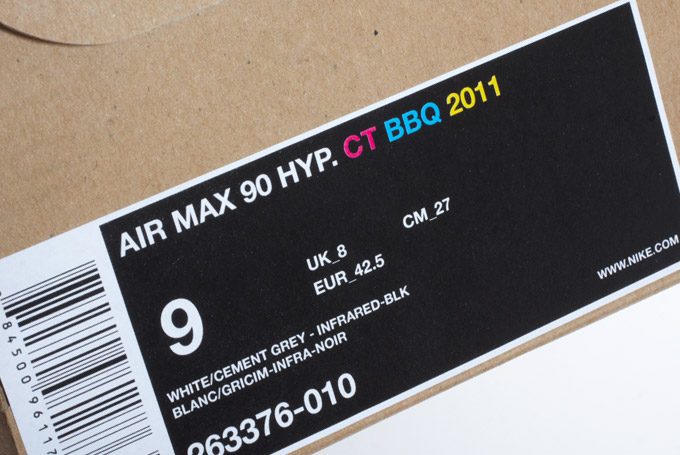 AIR MAX 90 HYP. CT BBQ 2011
UK_8 CM_27
EUR_42.5
9
WWW.NIKE.COM
WHITE/CEMENT GREY - INFRARED-BLK
BLANC/GRICIM-INFRA-NOIR
263376-010
84500961112